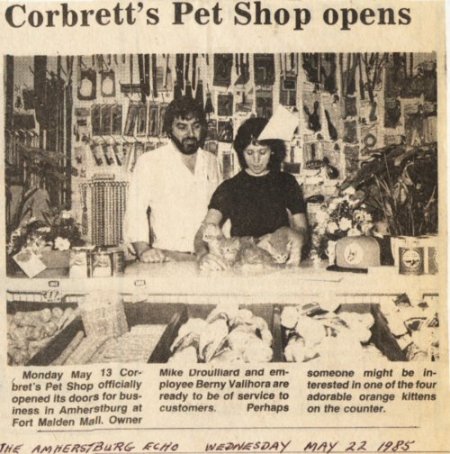 Corbrett's Pet Shop opens
Monday May 13 Cor-
bret's Pet Shop officially
opened its doors for bus-
iness in Amherstburg at
Fort Malden Mall. Owner
Mike Drouillard and em-
ployee Berny Valihora are
ready to be of service to
customers. Perhaps
someone might be in-
terested in one of the four
adorable orange kittens
on the counter.
THE AMHERSTBURG ECHO WEDNESDAY MAY 22 1985